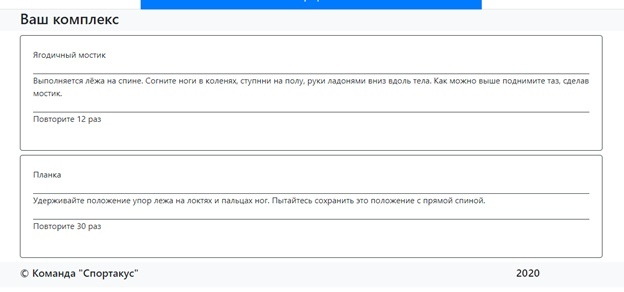 Ваш комплекс
Ягодичный мостик
Выполняется лёжа на спине. Согните ноги в коленях, ступнни на полу, руки ладонями вниз вдоль тела. Как можно выше поднимите таз, сделав
мостик.
Повторите 12 раз
Планка
Удерживайте положение упор лежа на локтях и пальцах ног. Пытайтесь сохранить это положение с прямой спиной.
Повторите 30 раз
© Команда "Спортакус" 2020